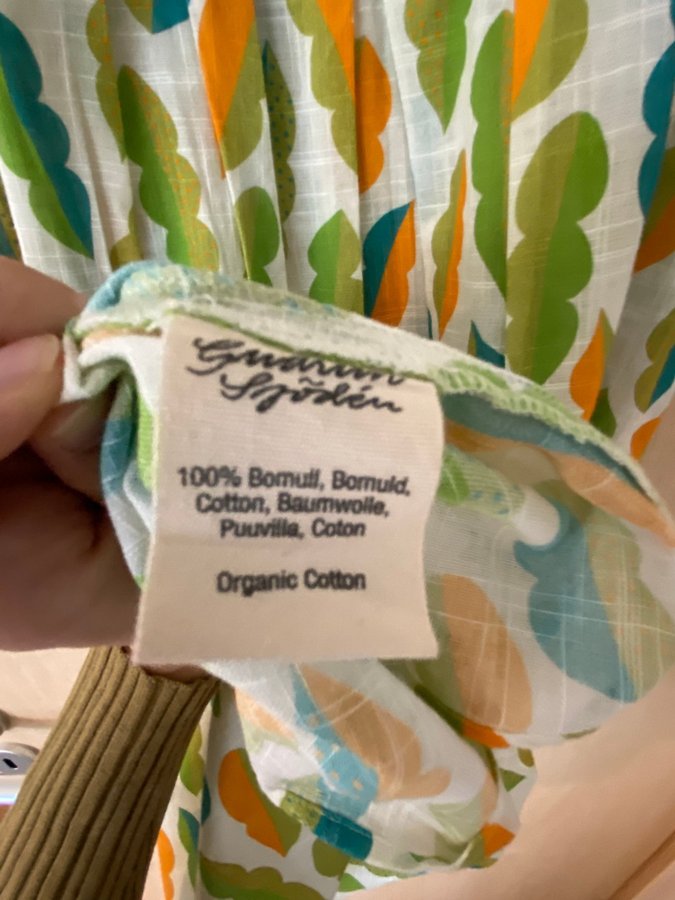 Gudrun
Sjödén
100% Bomull, Bomuld,
Cotton, Baumwolle,
Puuvilla, Coton
Organic Cotton